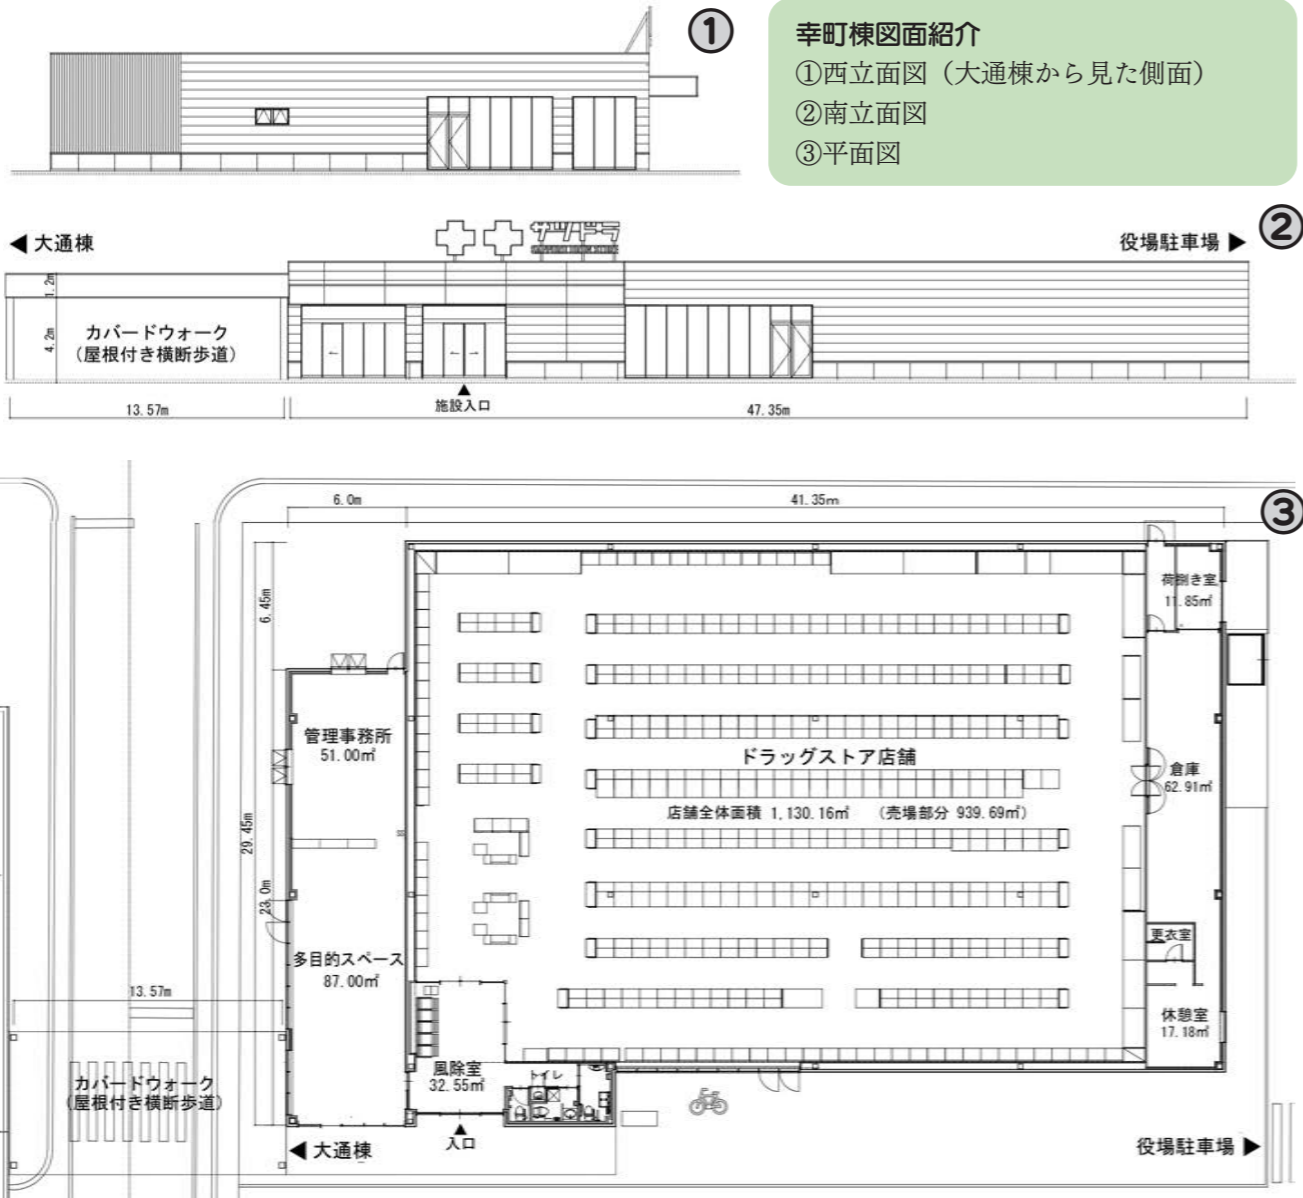 ①
幸町棟図面紹介
①西立面図（大通棟から見た側面）
②南立面図
③平面図
②
◀ 大通棟
役場駐車場 ▶
サツドラ
1.2m
4.2m
カバードウォーク
（屋根付き横断歩道）
13.57m
▲
施設入口
47.35m
③
6.0m
41.35m
6.45m
29.45m
23.0m
荷捌き室
11.85㎡
管理事務所
51.00㎡
ドラッグストア店舗
店舗全体面積 1,130.16㎡ （売場部分 939.69㎡）
倉庫
62.91㎡
更衣室
多目的スペース
87.00㎡
休憩室
17.18㎡
13.57m
風除室
32.55㎡
トイレ
カバードウォーク
（屋根付き横断歩道）
◀ 大通棟
▲
入口
役場駐車場 ▶